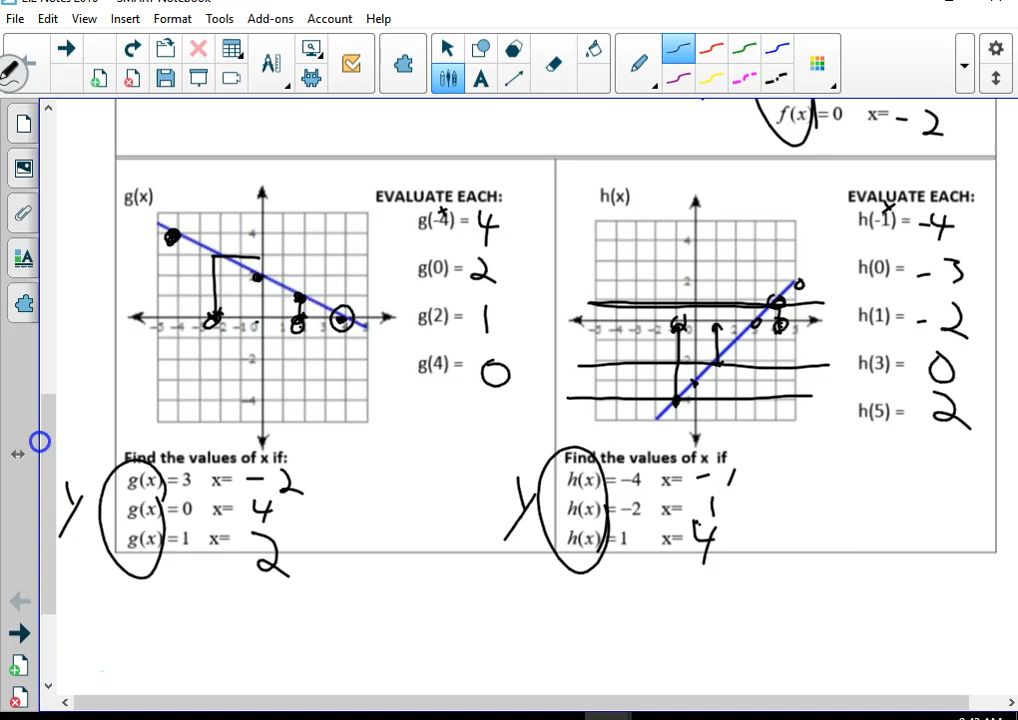 File Edit View Insert Format Tools Add-ons Account Help
f(x) = 0 x= - 2
g(x)
EVALUATE EACH:
g(-4) = 4
g(0) = 2
g(2) = 1
g(4) = 0
Find the values of x if:
y
g(x) = 3 x= - 2
g(x) = 0 x= 4
g(x) = 1 x= 2
h(x)
EVALUATE EACH:
h(-1) = -4
h(0) = - 3
h(1) = - 2
h(3) = 0
h(5) = 2
Find the values of x if
y
h(x) = -4 x= - 1
h(x) = -2 x= 1
h(x) = 1 x= 4